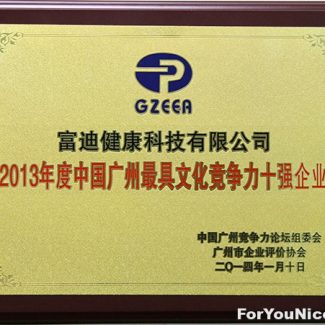 GZEEA
富迪健康科技有限公司
2013年度中国广州最具文化竞争力十强企业
中国广州竞争力论坛组委会
广州市企业评价协会
二〇一四年一月十日
ForYouNice